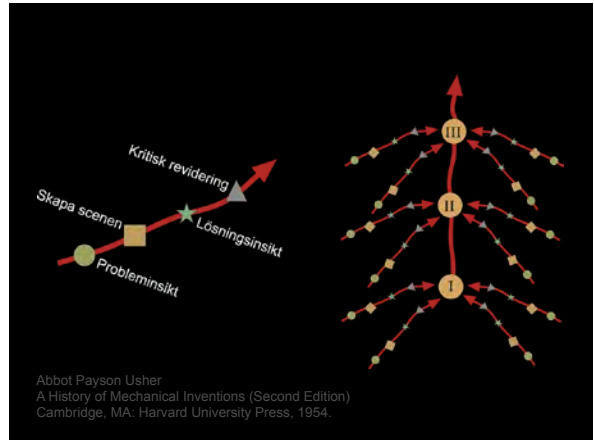 Kritisk revidering
Skapa scenen
Lösningsinsikt
Probleminsikt
III
II
I
Abbot Payson Usher
A History of Mechanical Inventions (Second Edition)
Cambridge, MA: Harvard University Press, 1954.